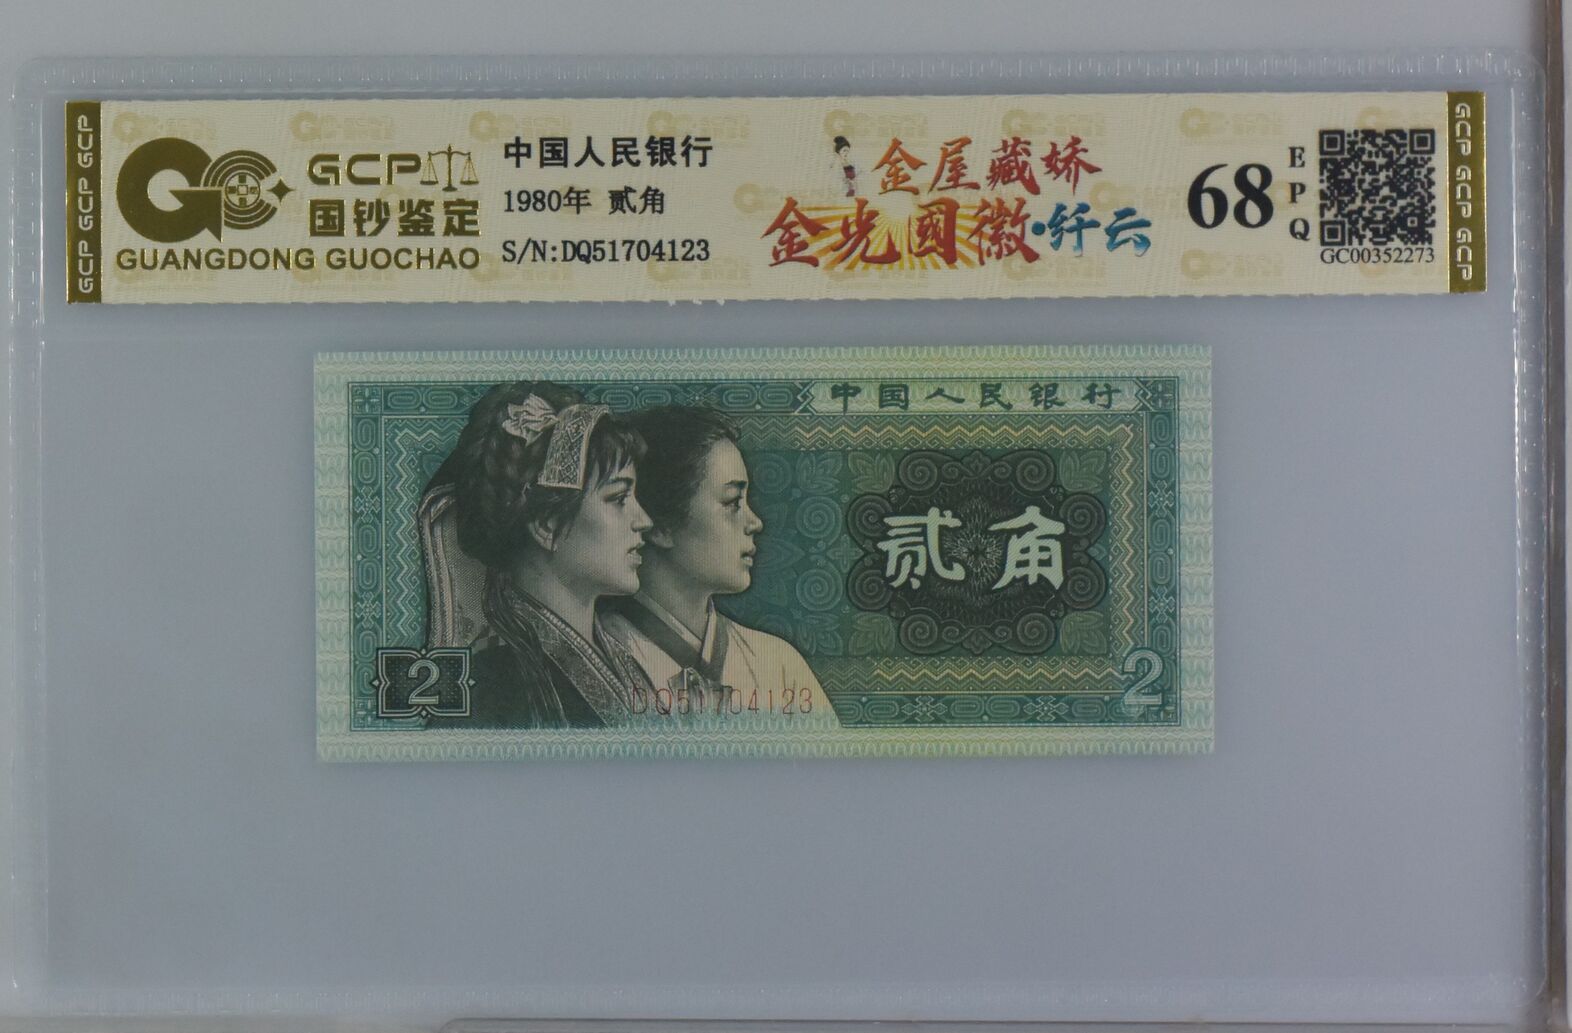 GCP GCP GCP
GCP
国钞鉴定
GUANGDONG GUOCHAO
中国人民银行
1980年 贰角
S/N:DQ51704123
金屋藏娇
金光國徽·纤云
68
EPQ
GC00352273
GCP GCP GCP
中国人民银行
贰角
2
DQ51704123
2